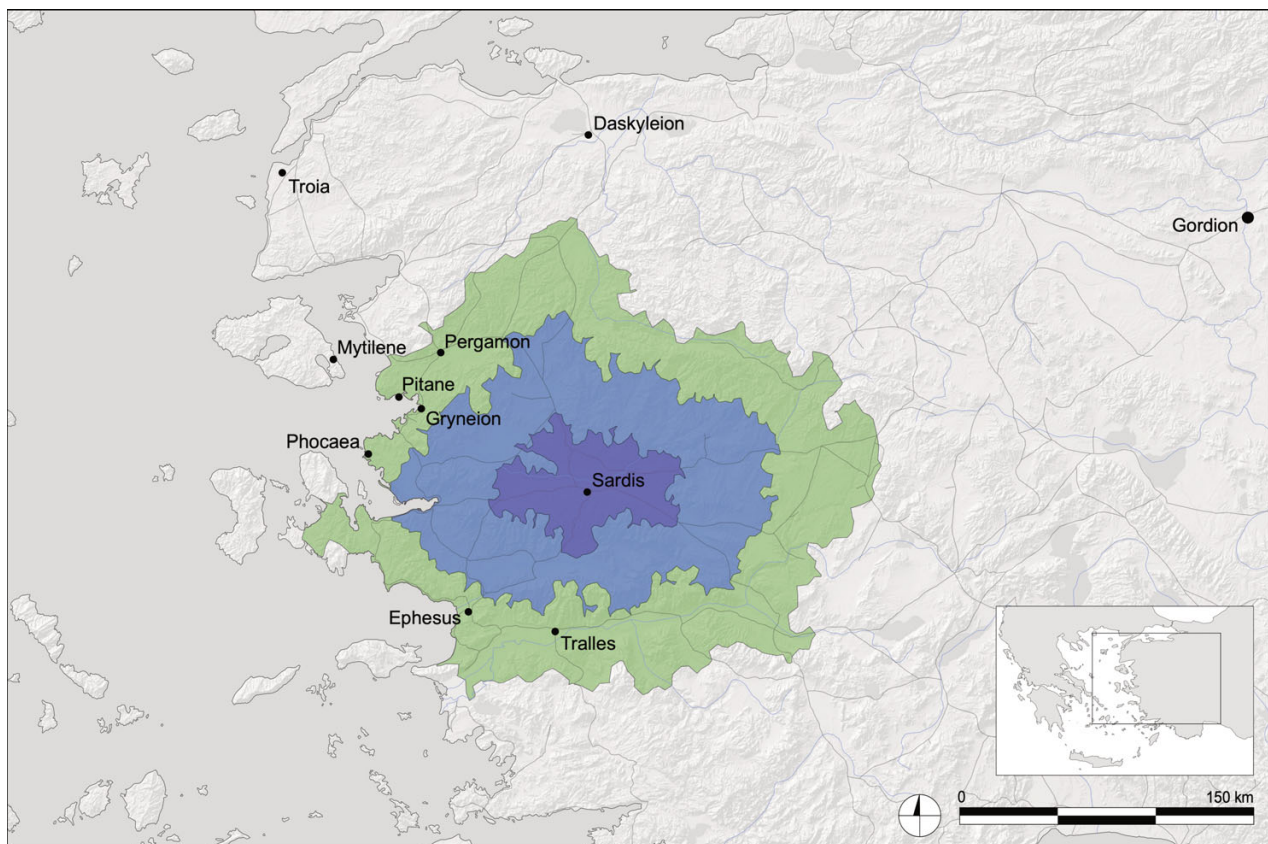 Daskyleion
Troia
Gordion
Mytilene
Pergamon
Pitane
Gryneion
Phocaea
Sardis
Ephesus
Tralles
0 150 km